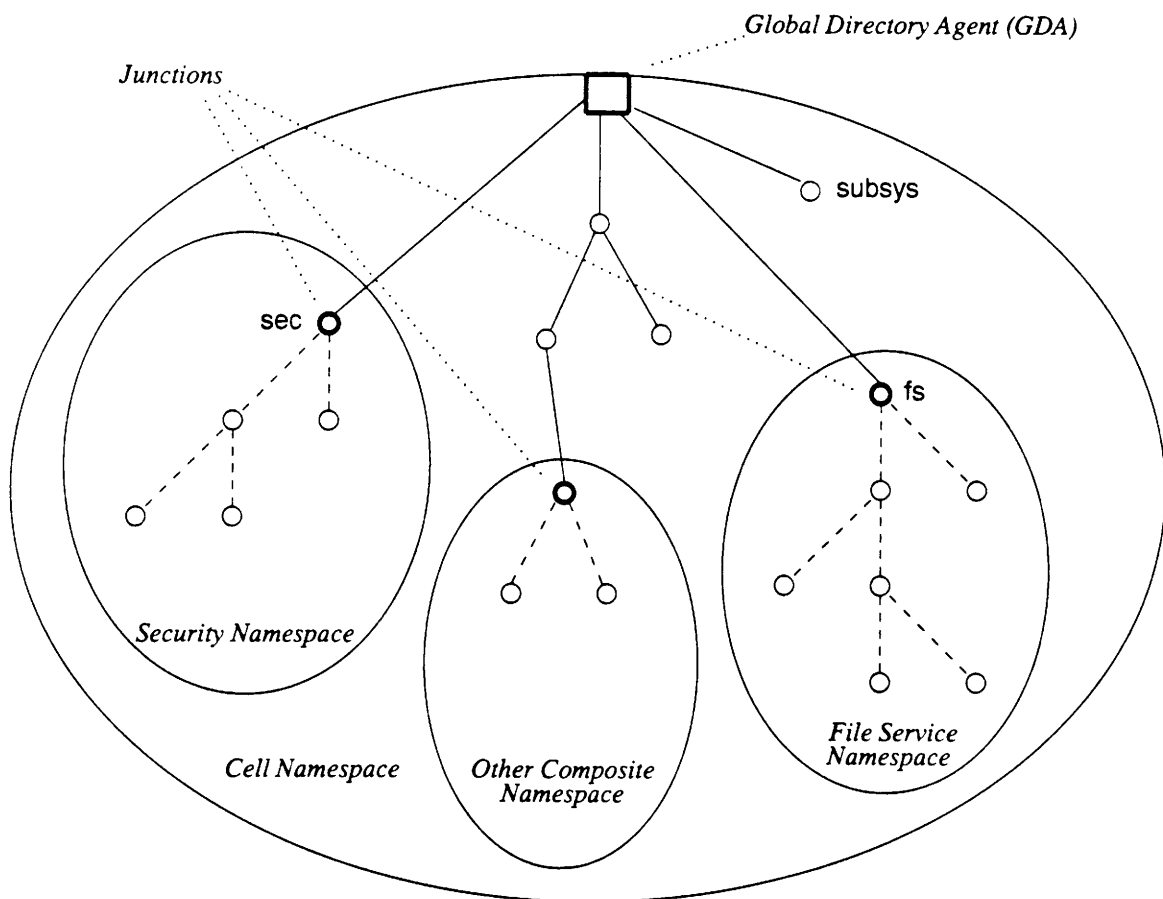 Global Directory Agent (GDA)
Junctions
subsys
sec
fs
Security Namespace
File Service
Namespace
Cell Namespace
Other Composite
Namespace